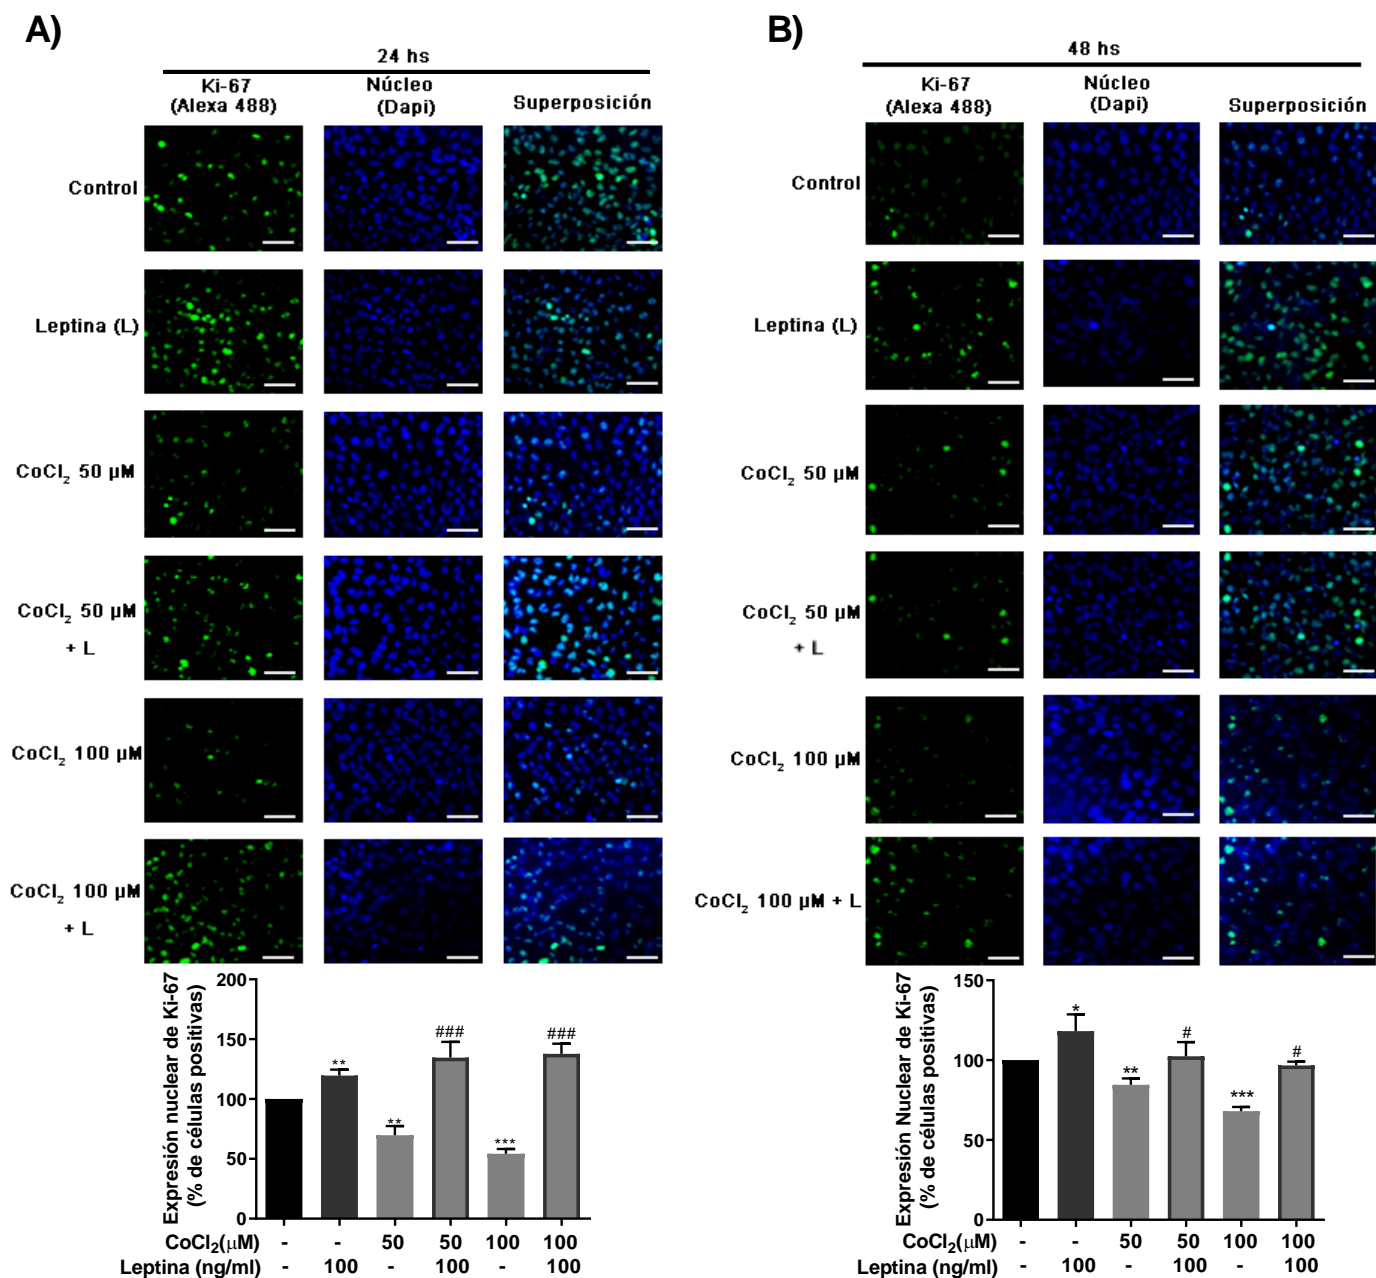 A)
24 hs
Ki-67
(Alexa 488)
Núcleo
(Dapi)
Superposición
Control
Leptina (L)
CoCl₂ 50 µM
CoCl₂ 50 µM
+ L
CoCl₂ 100 µM
CoCl₂ 100 µM
+ L
Expresión nuclear de Ki-67
(% de células positivas)
200
150
100
50
0
**
**
###
***
###
CoCl₂(µM) - - 50 50 100 100
Leptina (ng/ml) - 100 - 100 - 100
B)
48 hs
Ki-67
(Alexa 488)
Núcleo
(Dapi)
Superposición
Control
Leptina (L)
CoCl₂ 50 µM
CoCl₂ 50 µM
+ L
CoCl₂ 100 µM
CoCl₂ 100 µM + L
Expresión Nuclear de Ki-67
(% de células positivas)
150
100
50
0
*
**
#
***
#
CoCl₂(µM) - - 50 50 100 100
Leptina (ng/ml) - 100 - 100 - 100